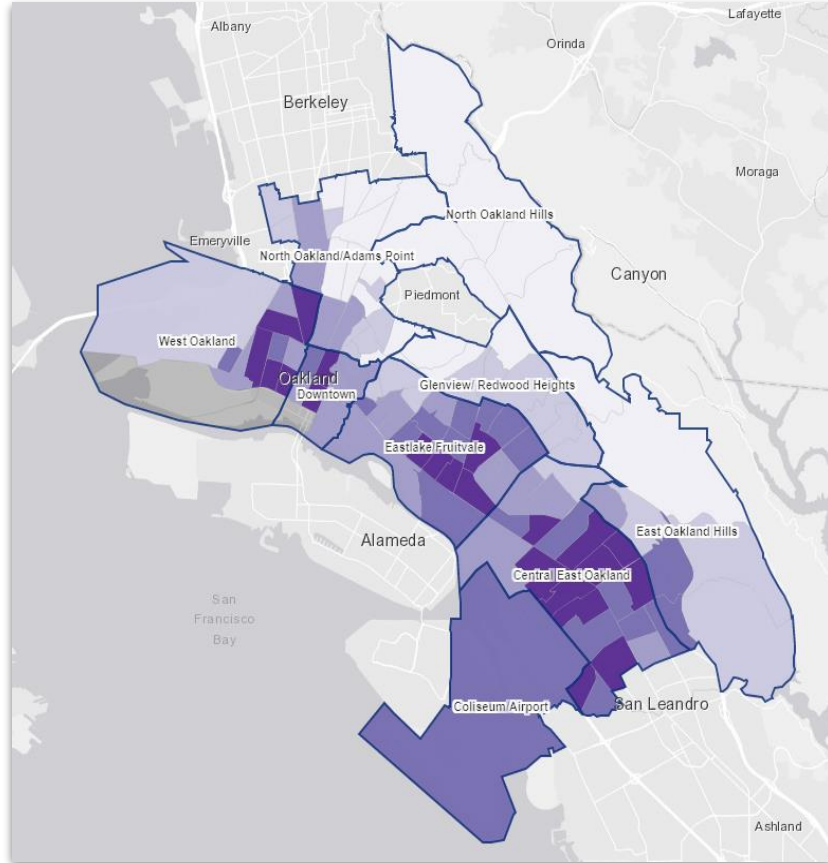 Albany
Lafayette
Orinda
Berkeley
Moraga
North Oakland Hills
Emeryville
North Oakland/Adams Point
Canyon
Piedmont
West Oakland
Oakland
Glenview/ Redwood Heights
Downtown
Eastlake/Fruitvale
East Oakland Hills
Alameda
Central East Oakland
San
Francisco
Bay
Coliseum/Airport
San Leandro
Ashland